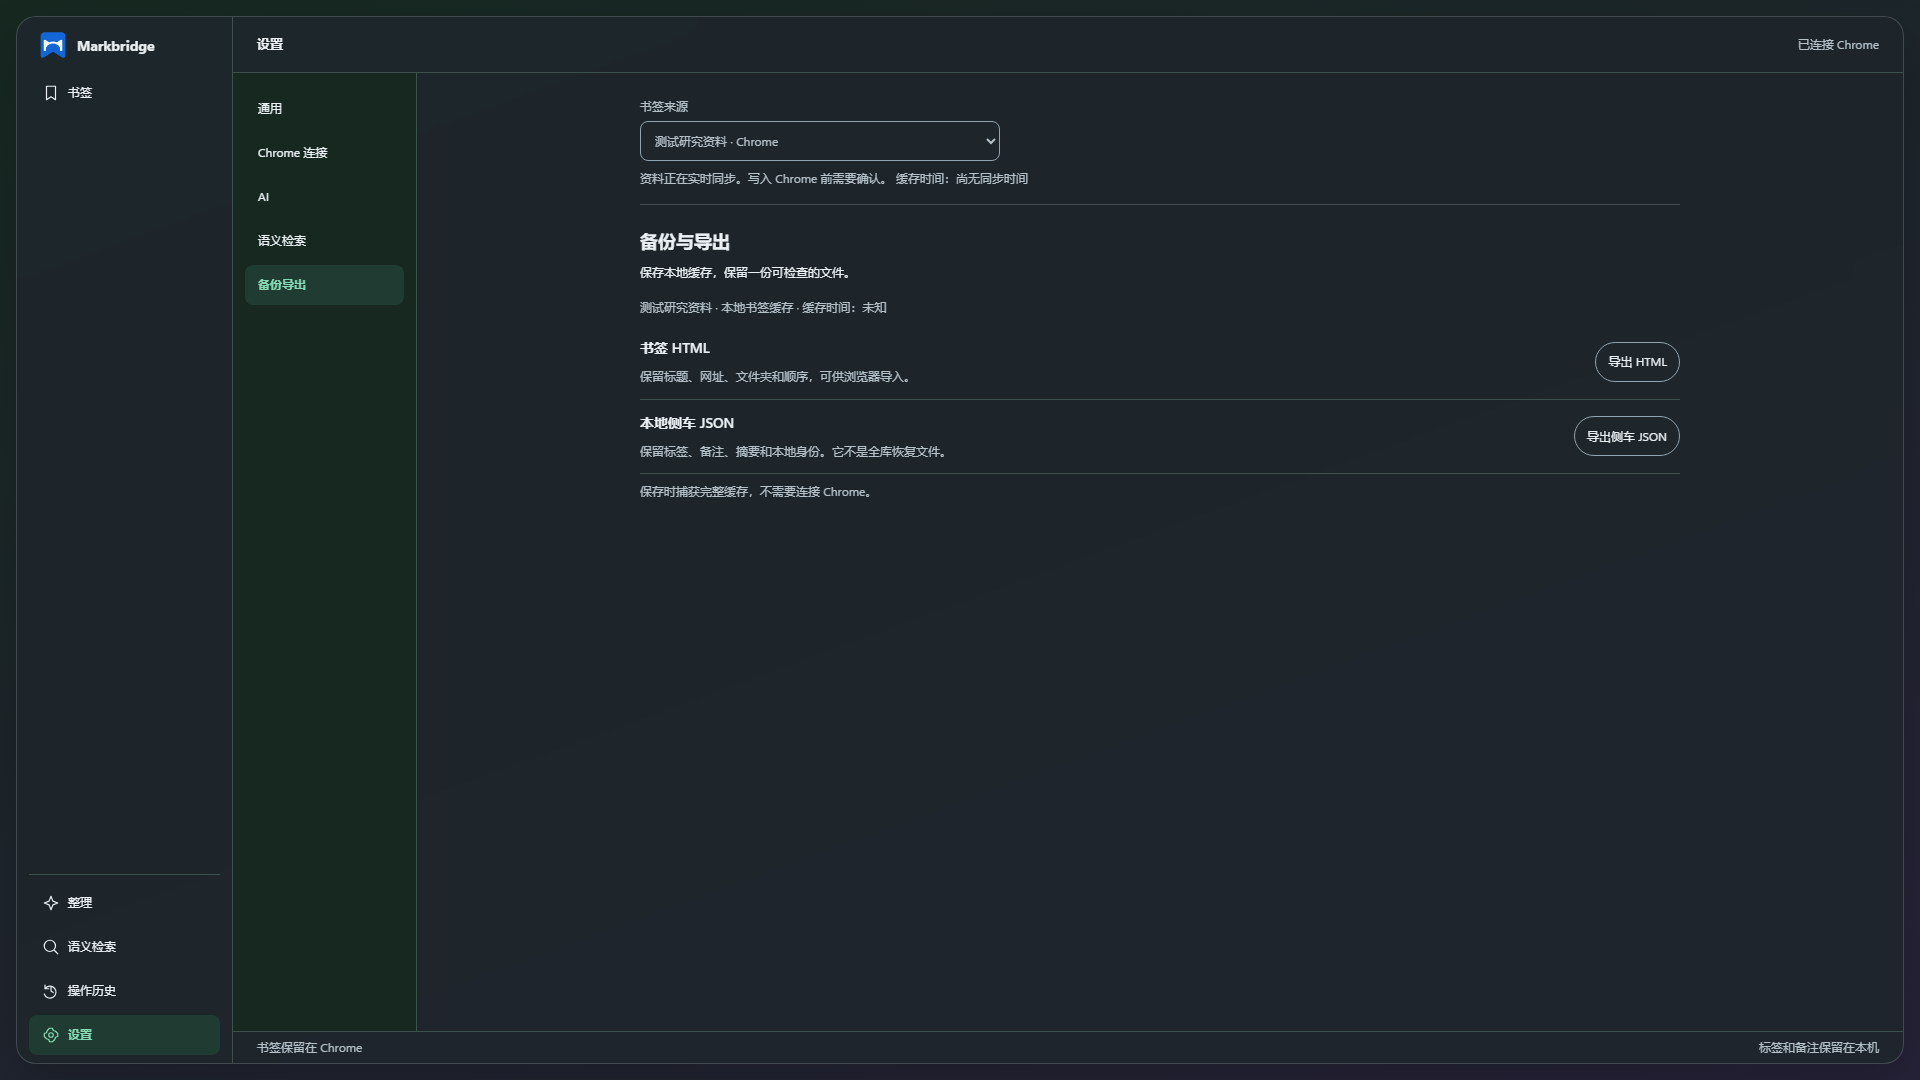 Markbridge
书签
整理
语义检索
操作历史
设置
设置
已连接 Chrome
通用
Chrome 连接
AI
语义检索
备份导出
书签来源
测试研究资料 · Chrome
资料正在实时同步。写入 Chrome 前需要确认。 缓存时间：尚无同步时间
备份与导出
保存本地缓存，保留一份可检查的文件。
测试研究资料 · 本地书签缓存 · 缓存时间：未知
书签 HTML
保留标题、网址、文件夹和顺序，可供浏览器导入。
导出 HTML
本地侧车 JSON
保留标签、备注、摘要和本地身份。它不是全库恢复文件。
导出侧车 JSON
保存时捕获完整缓存，不需要连接 Chrome。
书签保留在 Chrome
标签和备注保留在本机